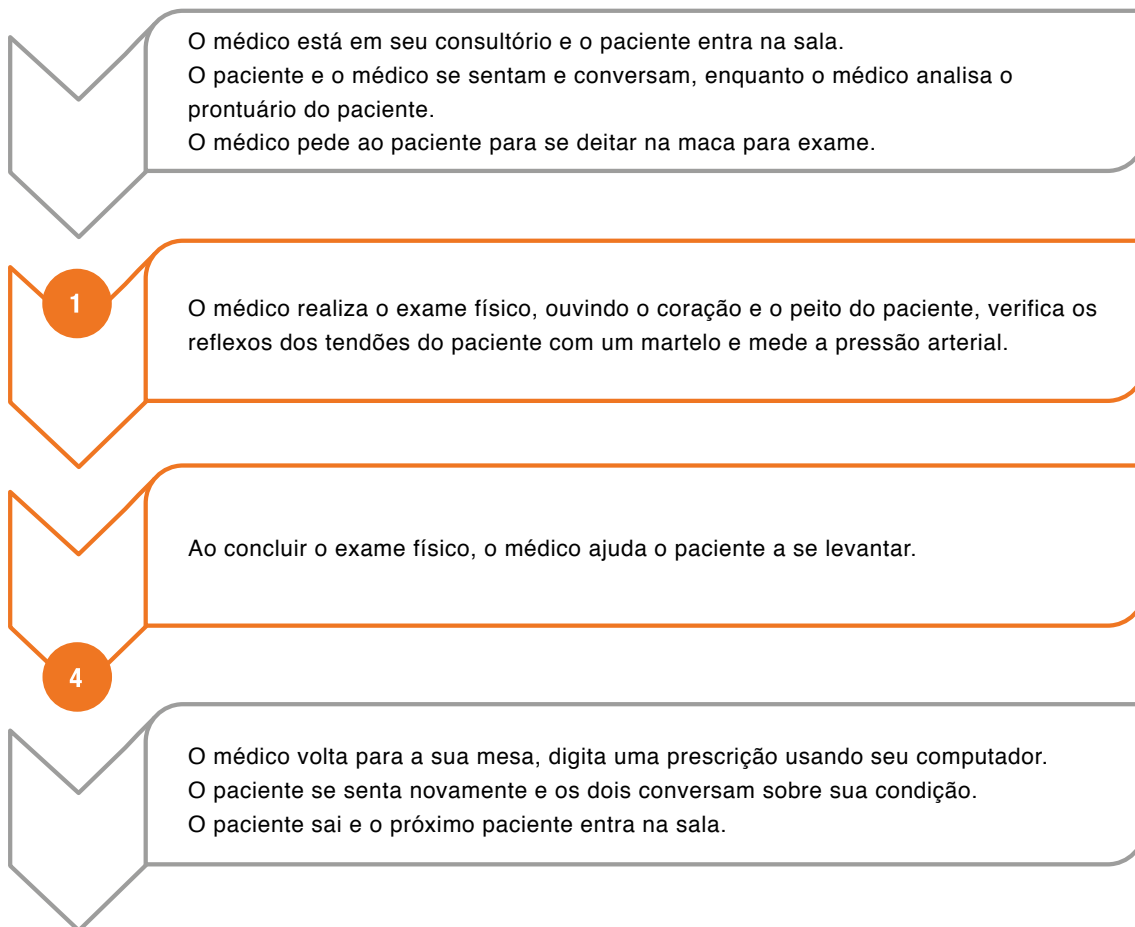 O médico está em seu consultório e o paciente entra na sala.
O paciente e o médico se sentam e conversam, enquanto o médico analisa o
prontuário do paciente.
O médico pede ao paciente para se deitar na maca para exame.
1
O médico realiza o exame físico, ouvindo o coração e o peito do paciente, verifica os
reflexos dos tendões do paciente com um martelo e mede a pressão arterial.
Ao concluir o exame físico, o médico ajuda o paciente a se levantar.
4
O médico volta para a sua mesa, digita uma prescrição usando seu computador.
O paciente se senta novamente e os dois conversam sobre sua condição.
O paciente sai e o próximo paciente entra na sala.